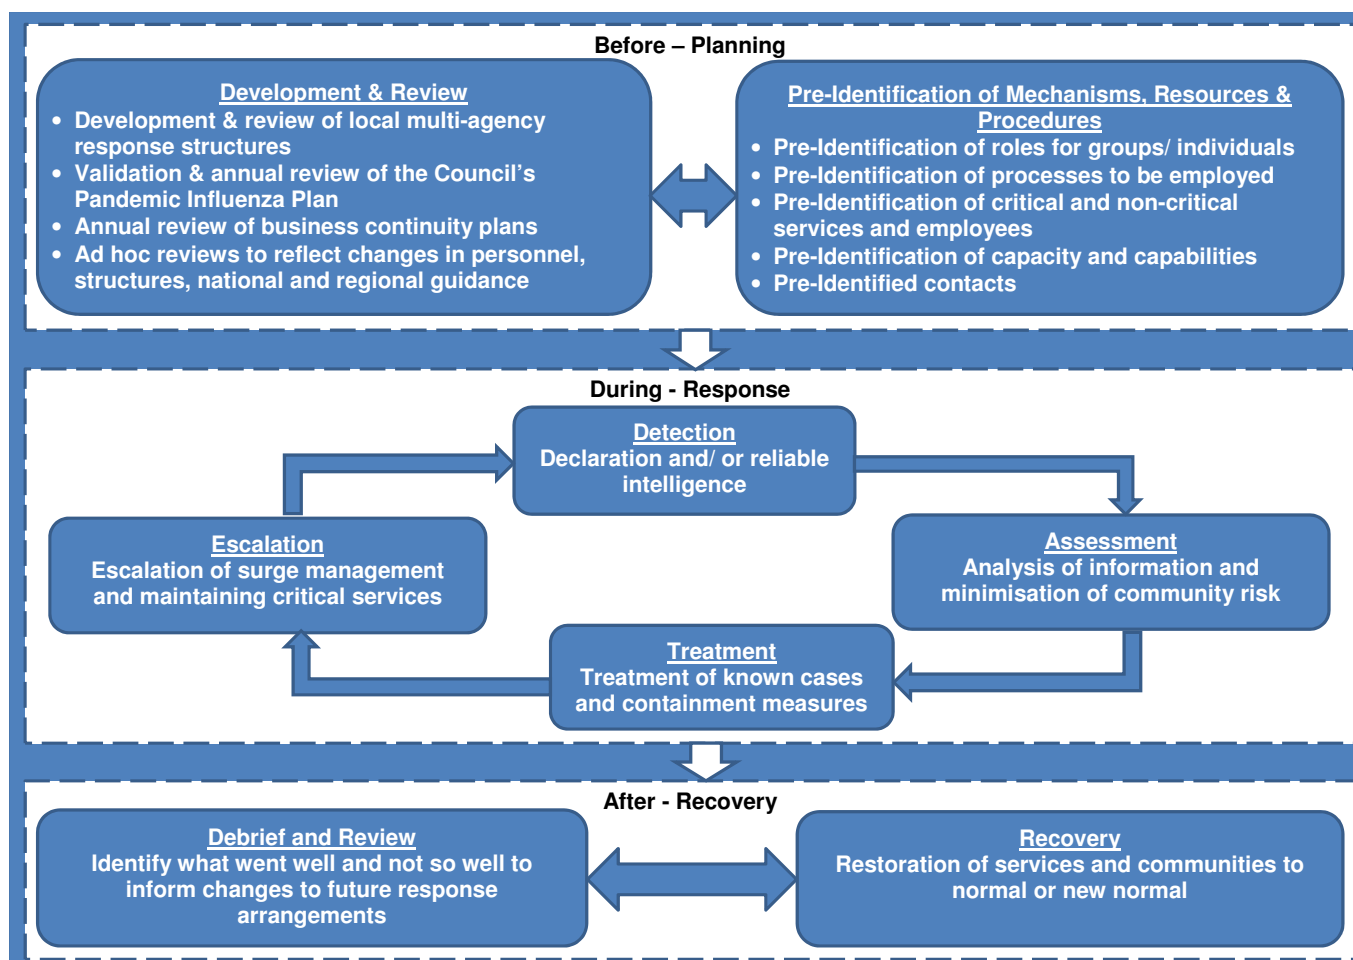 Before – Planning
Development & Review
• Development & review of local multi-agency
response structures
• Validation & annual review of the Council's
Pandemic Influenza Plan
• Annual review of business continuity plans
• Ad hoc reviews to reflect changes in personnel,
structures, national and regional guidance
Pre-Identification of Mechanisms, Resources &
Procedures
• Pre-Identification of roles for groups/ individuals
• Pre-Identification of processes to be employed
• Pre-Identification of critical and non-critical
services and employees
• Pre-Identification of capacity and capabilities
• Pre-Identified contacts
During - Response
Detection
Declaration and/ or reliable
intelligence
Escalation
Escalation of surge management
and maintaining critical services
Assessment
Analysis of information and
minimisation of community risk
Treatment
Treatment of known cases
and containment measures
After - Recovery
Debrief and Review
Identify what went well and not so well to
inform changes to future response
arrangements
Recovery
Restoration of services and communities to
normal or new normal